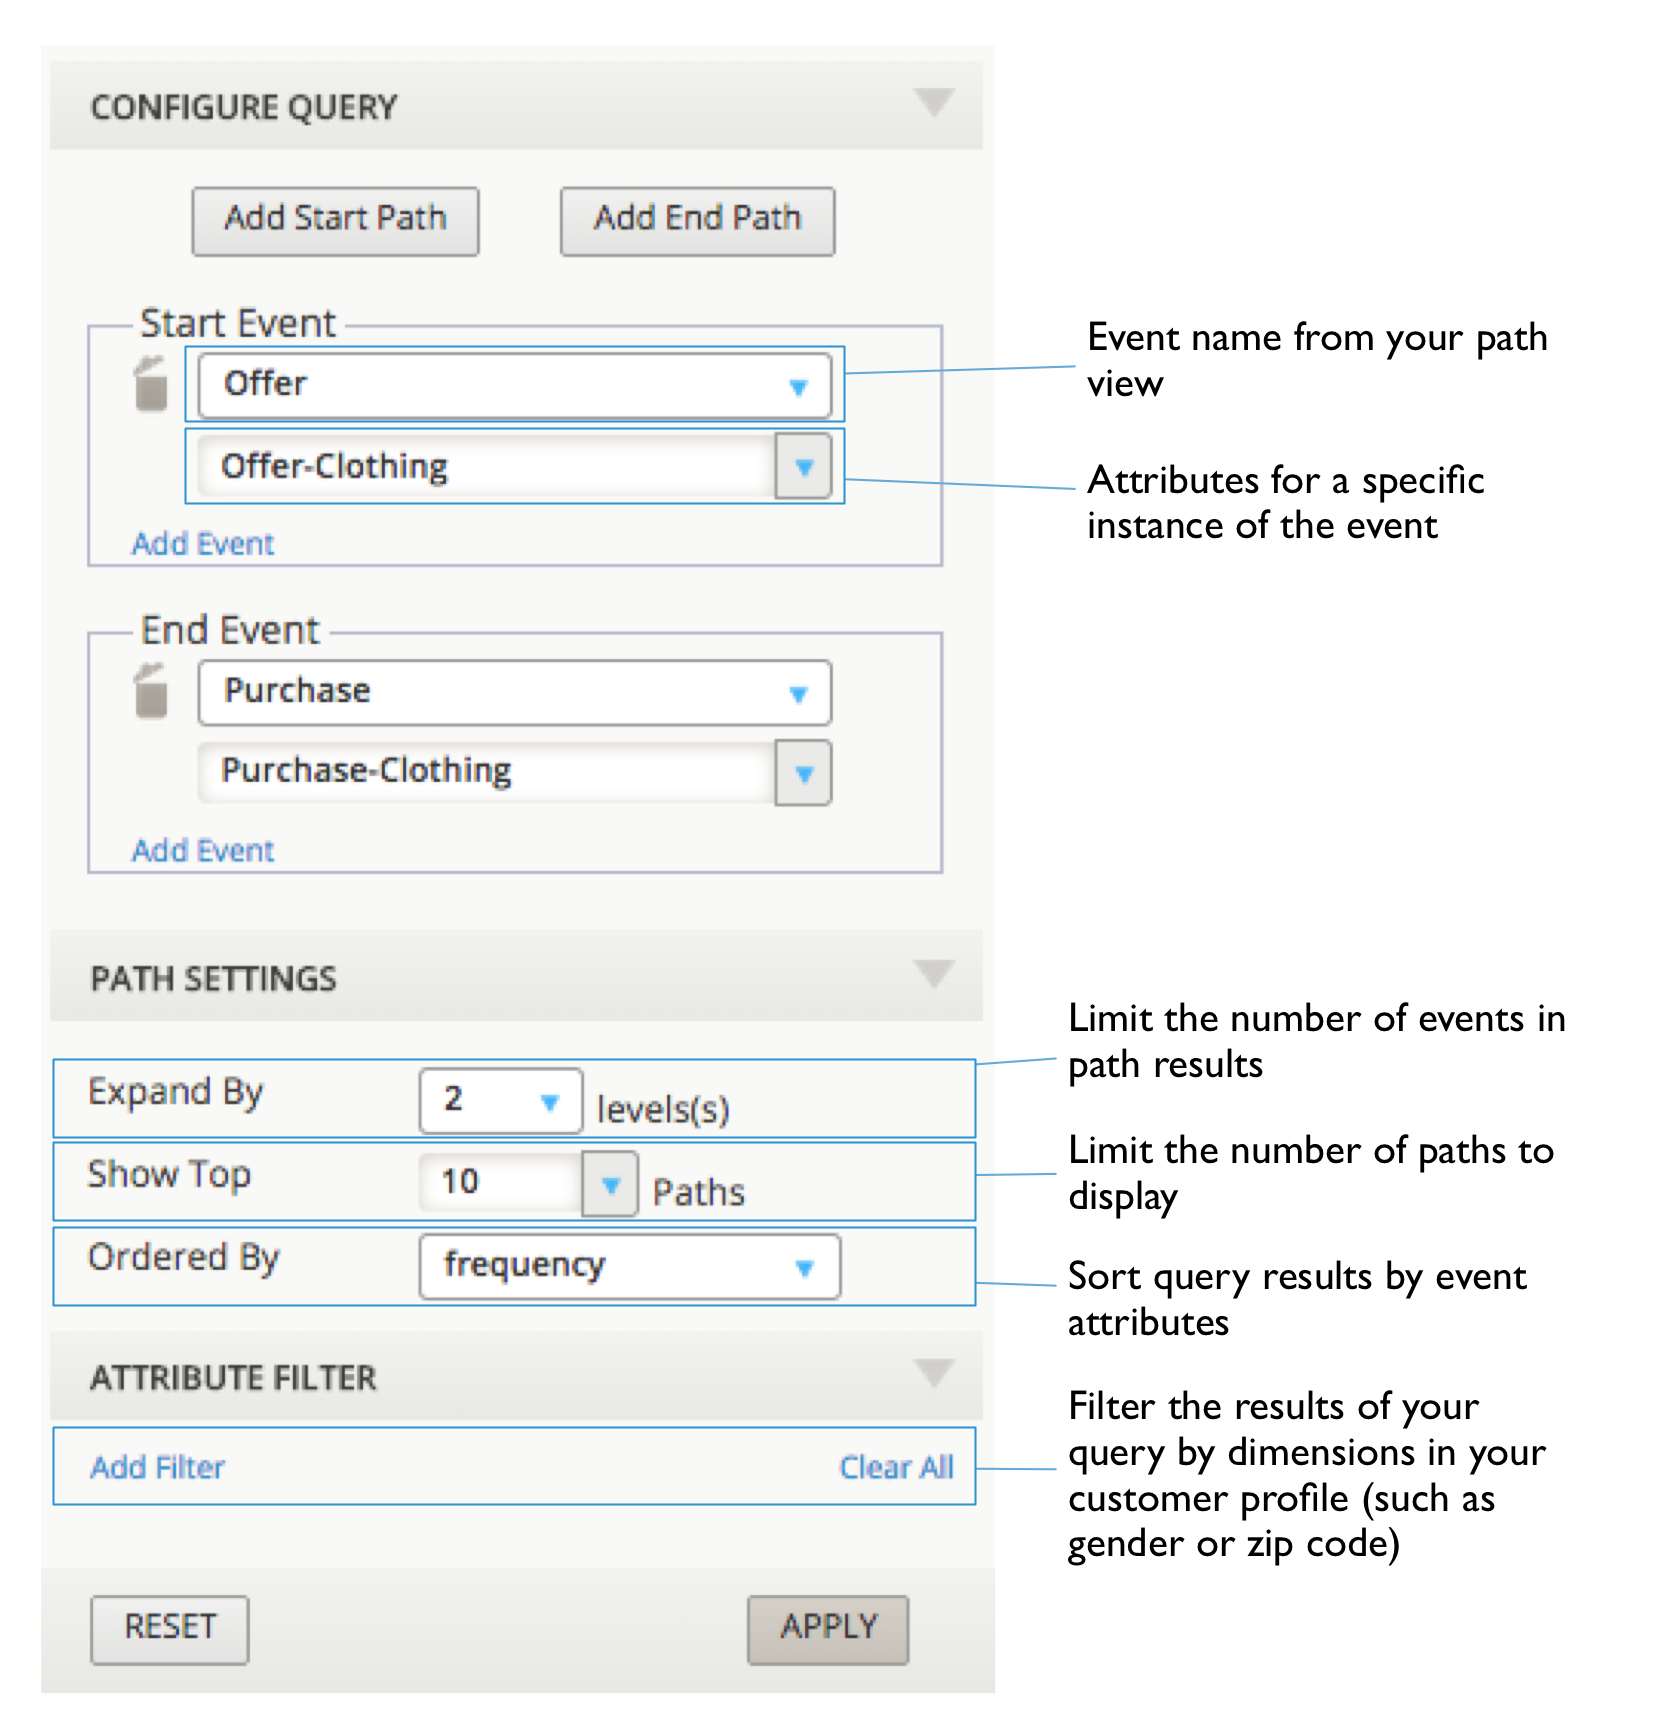 CONFIGURE QUERY
Add Start Path
Add End Path
Start Event
Offer
Event name from your path
view
Offer-Clothing
Attributes for a specific
instance of the event
Add Event
End Event
Purchase
Purchase-Clothing
Add Event
PATH SETTINGS
Limit the number of events in
path results
Expand By 2 levels(s)
Limit the number of paths to
display
Show Top 10 Paths
Ordered By frequency
Sort query results by event
attributes
ATTRIBUTE FILTER
Add Filter
Clear All
Filter the results of your
query by dimensions in your
customer profile (such as
gender or zip code)
RESET
APPLY